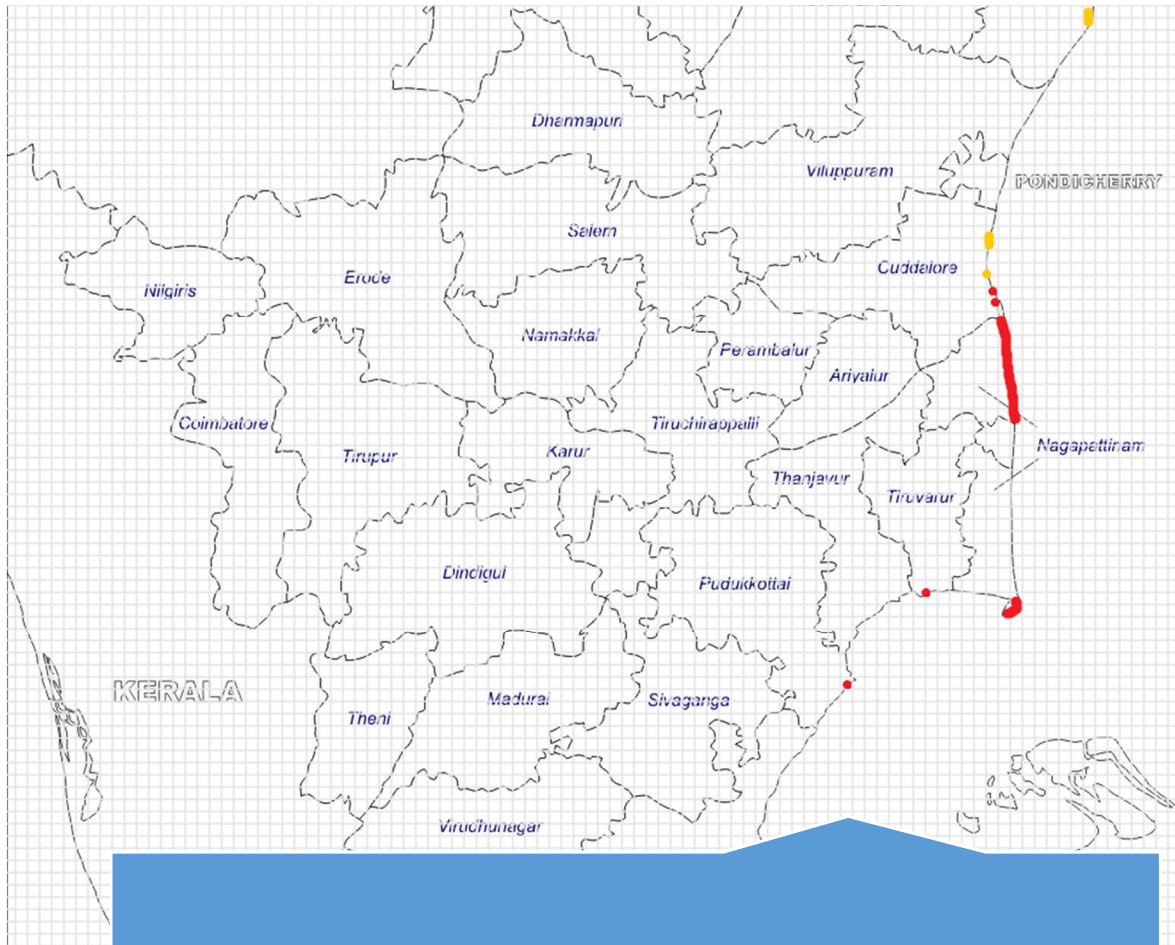 Dharmapuri
Viluppuram
PONDICHERRY
Salem
Cuddalore
Erode
Nilgiris
Namakkal
Perambalur
Ariyalur
Coimbatore
Tiruchirappalli
Nagapattinam
Karur
Tirupur
Thanjavur
Tiruvarur
Dindigul
Pudukkottai
KERALA
Madurai
Sivaganga
Theni
Virudhunagar